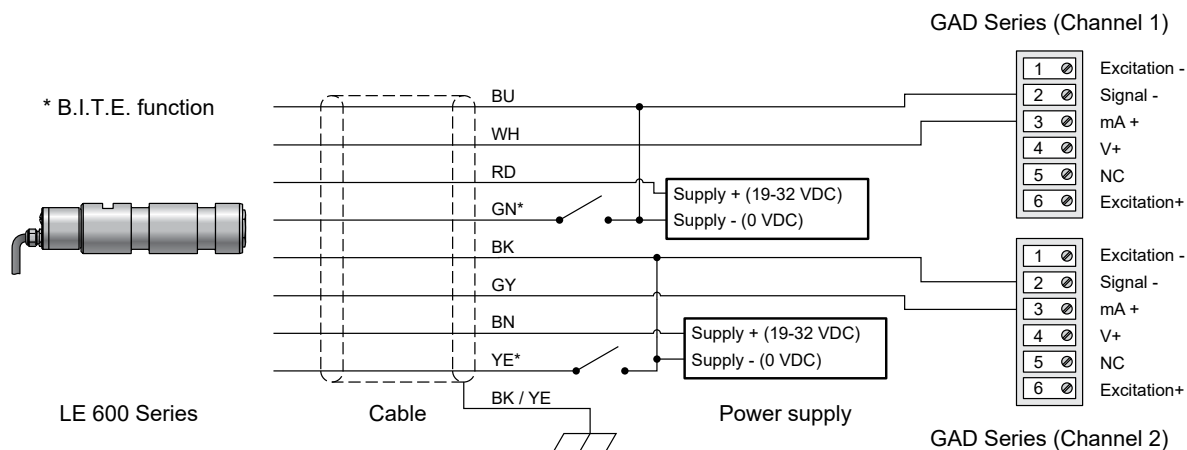 GAD Series (Channel 1)
* B.I.T.E. function
BU
WH
RD
GN*
BK
GY
BN
YE*
BK / YE
Supply + (19-32 VDC)
Supply - (0 VDC)
Supply + (19-32 VDC)
Supply - (0 VDC)
1 Excitation -
2 Signal -
3 mA +
4 V+
5 NC
6 Excitation+
1 Excitation -
2 Signal -
3 mA +
4 V+
5 NC
6 Excitation+
LE 600 Series
Cable
Power supply
GAD Series (Channel 2)